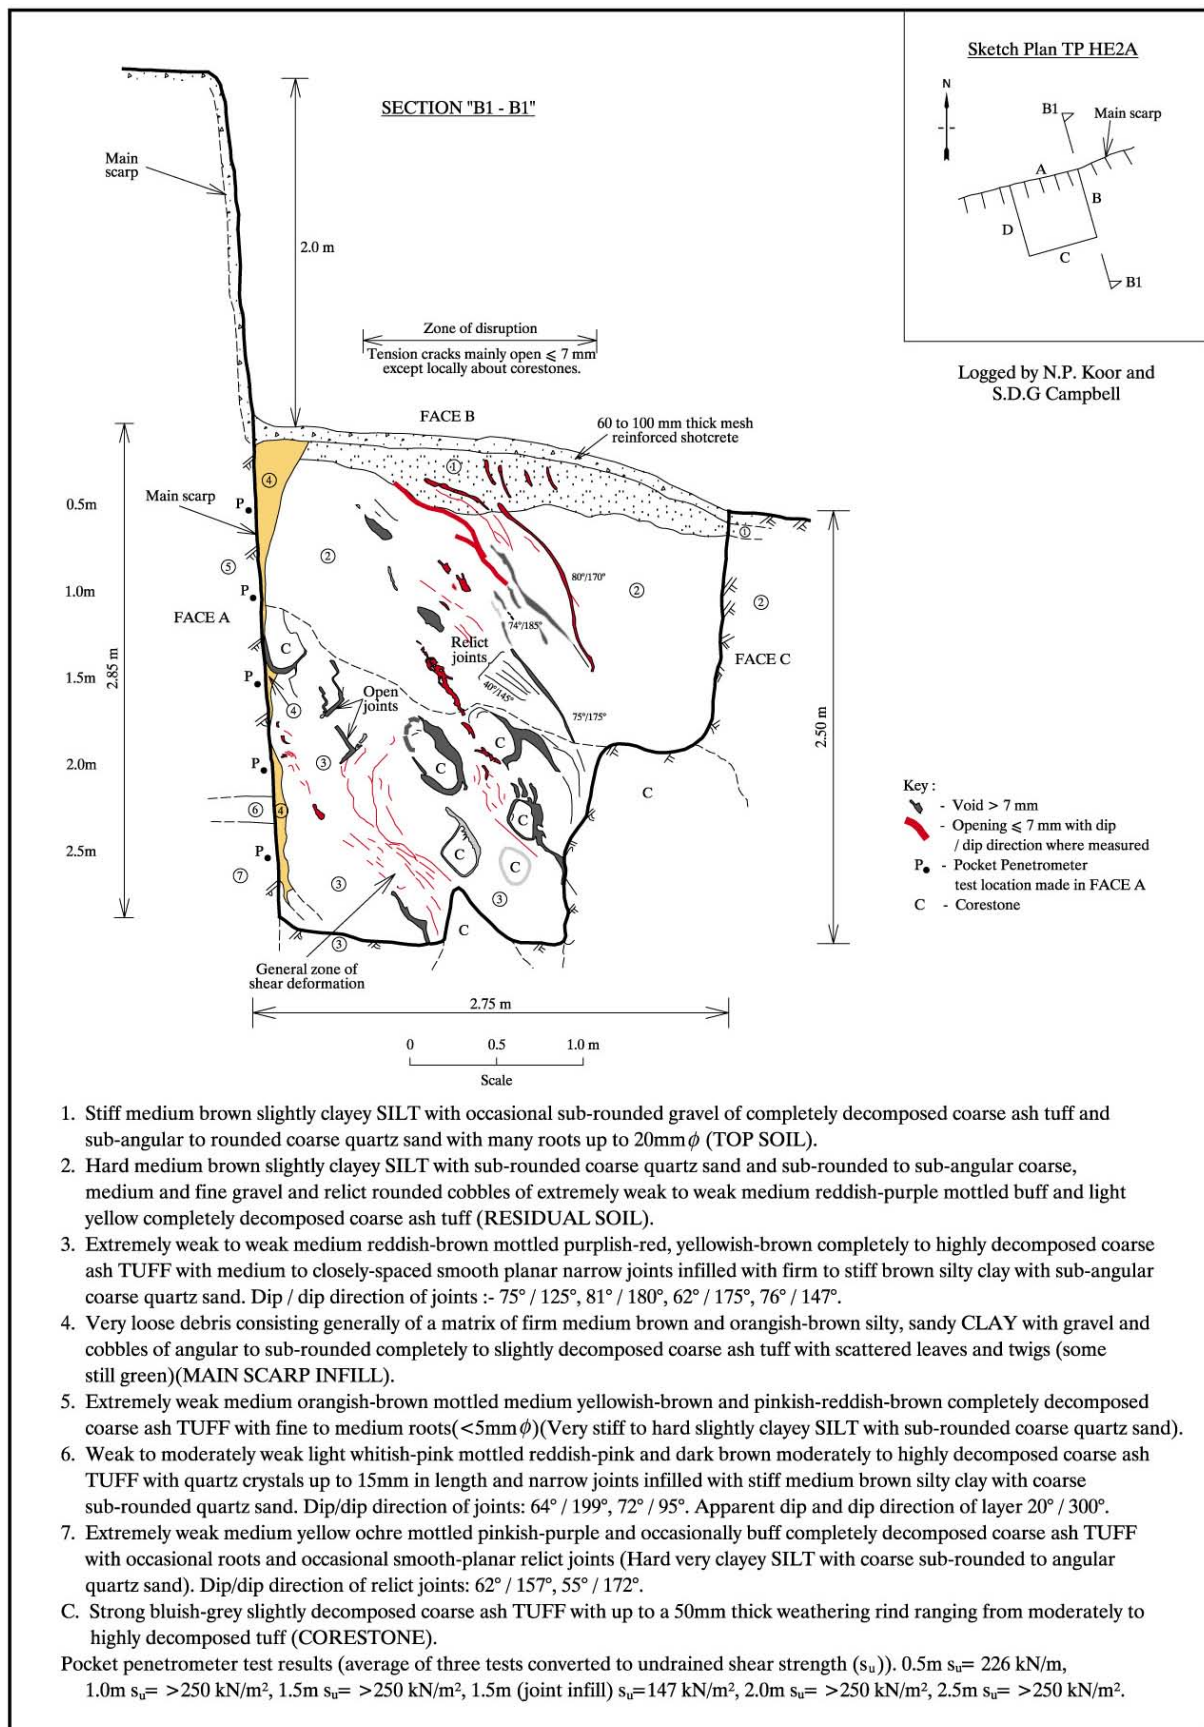 Sketch Plan TP HE2A
N
B1
Main scarp
A
B
D
C
B1
Logged by N.P. Koor and
S.D.G Campbell
SECTION "B1 - B1"
Main
scarp
2.0 m
Zone of disruption
Tension cracks mainly open ⩽ 7 mm
except locally about corestones.
FACE B
60 to 100 mm thick mesh
reinforced shotcrete
1
4
0.5m
Main scarp
P
1
5
2
80°/170°
2
2
1.0m
P
FACE A
74°/185°
C
Relict
joints
FACE C
2.85 m
1.5m
P
40°/145°
4
Open
joints
75°/175°
2.50 m
C
2.0m
P
3
C
C
6
4
C
2.5m
P
C
C
7
3
3
C
3
General zone of
shear deformation
Key :
- Void > 7 mm
- Opening ⩽ 7 mm with dip
/ dip direction where measured
P - Pocket Penetrometer
test location made in FACE A
C - Corestone
2.75 m
0 0.5 1.0 m
Scale
1. Stiff medium brown slightly clayey SILT with occasional sub-rounded gravel of completely decomposed coarse ash tuff and
sub-angular to rounded coarse quartz sand with many roots up to 20mmϕ (TOP SOIL).
2. Hard medium brown slightly clayey SILT with sub-rounded coarse quartz sand and sub-rounded to sub-angular coarse,
medium and fine gravel and relict rounded cobbles of extremely weak to weak medium reddish-purple mottled buff and light
yellow completely decomposed coarse ash tuff (RESIDUAL SOIL).
3. Extremely weak to weak medium reddish-brown mottled purplish-red, yellowish-brown completely to highly decomposed coarse
ash TUFF with medium to closely-spaced smooth planar narrow joints infilled with firm to stiff brown silty clay with sub-angular
coarse quartz sand. Dip / dip direction of joints :- 75° / 125°, 81° / 180°, 62° / 175°, 76° / 147°.
4. Very loose debris consisting generally of a matrix of firm medium brown and orangish-brown silty, sandy CLAY with gravel and
cobbles of angular to sub-rounded completely to slightly decomposed coarse ash tuff with scattered leaves and twigs (some
still green)(MAIN SCARP INFILL).
5. Extremely weak medium orangish-brown mottled medium yellowish-brown and pinkish-reddish-brown completely decomposed
coarse ash TUFF with fine to medium roots(<5mmϕ)(Very stiff to hard slightly clayey SILT with sub-rounded coarse quartz sand).
6. Weak to moderately weak light whitish-pink mottled reddish-pink and dark brown moderately to highly decomposed coarse ash
TUFF with quartz crystals up to 15mm in length and narrow joints infilled with stiff medium brown silty clay with coarse
sub-rounded quartz sand. Dip/dip direction of joints: 64° / 199°, 72° / 95°. Apparent dip and dip direction of layer 20° / 300°.
7. Extremely weak medium yellow ochre mottled pinkish-purple and occasionally buff completely decomposed coarse ash TUFF
with occasional roots and occasional smooth-planar relict joints (Hard very clayey SILT with coarse sub-rounded to angular
quartz sand). Dip/dip direction of relict joints: 62° / 157°, 55° / 172°.
C. Strong bluish-grey slightly decomposed coarse ash TUFF with up to a 50mm thick weathering rind ranging from moderately to
highly decomposed tuff (CORESTONE).
Pocket penetrometer test results (average of three tests converted to undrained shear strength (sᵤ)). 0.5m sᵤ= 226 kN/m,
1.0m sᵤ= >250 kN/m², 1.5m sᵤ= >250 kN/m², 1.5m (joint infill) sᵤ=147 kN/m², 2.0m sᵤ= >250 kN/m², 2.5m sᵤ= >250 kN/m².